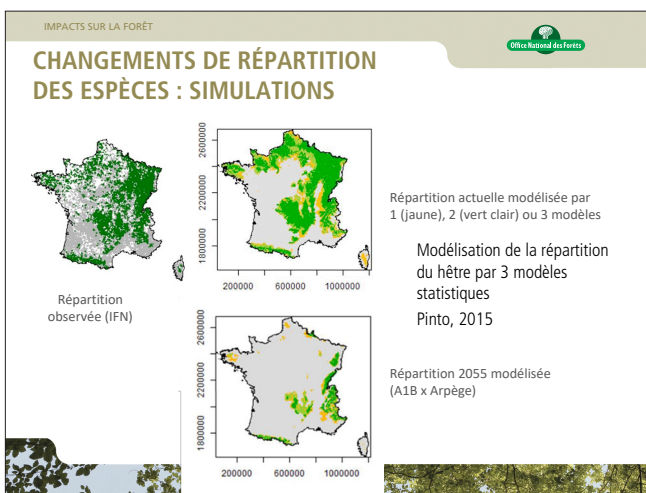 IMPACTS SUR LA FORÊT
Office National des Forêts
CHANGEMENTS DE RÉPARTITION
DES ESPÈCES : SIMULATIONS
Répartition
observée (IFN)
2600000
2200000
1800000
200000 600000 1000000
Répartition actuelle modélisée par
1 (jaune), 2 (vert clair) ou 3 modèles
Modélisation de la répartition
du hêtre par 3 modèles
statistiques
Pinto, 2015
2600000
2200000
1800000
200000 600000 1000000
Répartition 2055 modélisée
(A1B x Arpège)